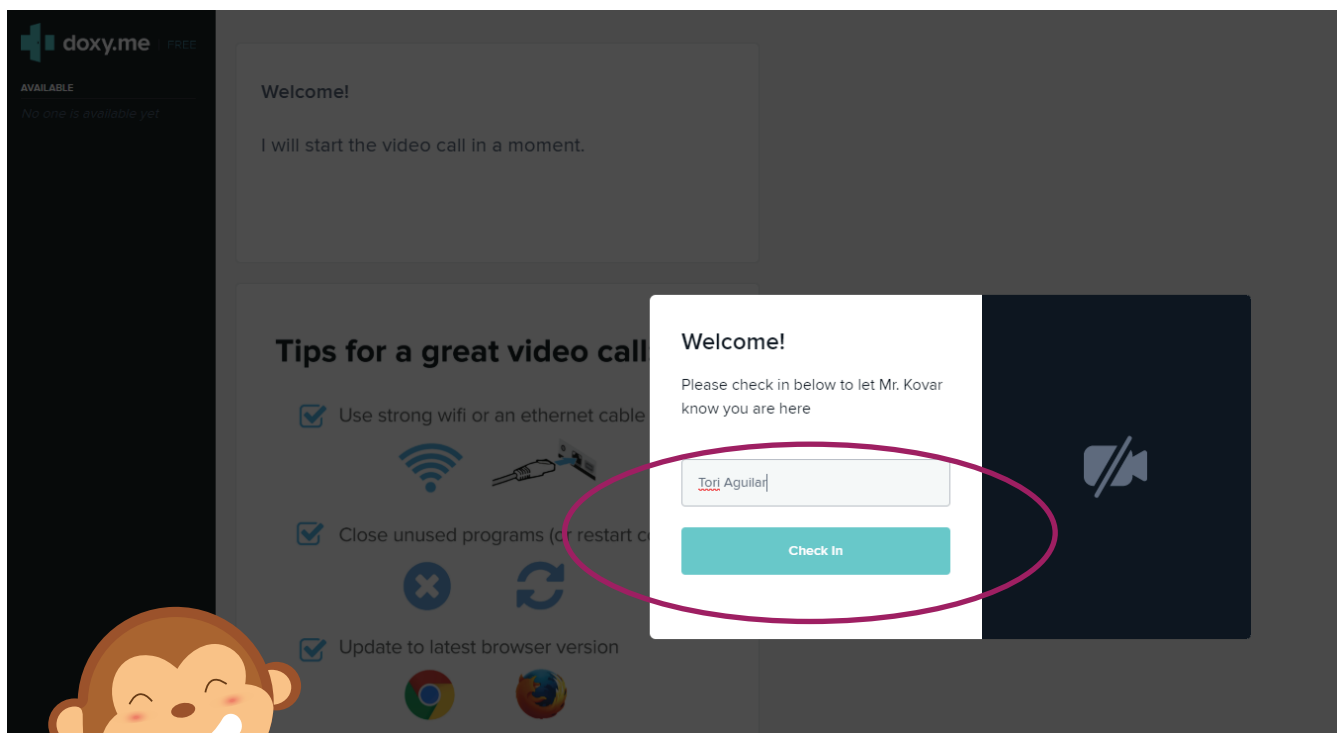 doxy.me FREE
AVAILABLE
No one is available yet
Welcome!
I will start the video call in a moment.
Tips for a great video call
Use strong wifi or an ethernet cable
Close unused programs (or restart
Update to latest browser version
Welcome!
Please check in below to let Mr. Kovar
know you are here
Tori Aguilar
Check In